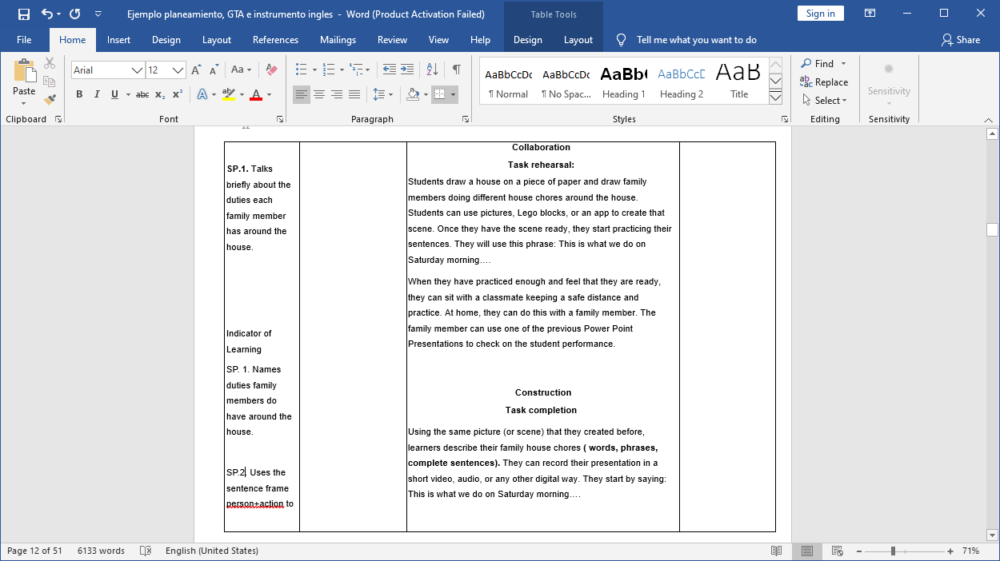 Ejemplo planeamiento, GTA e instrumento ingles - Word (Product Activation Failed)
Table Tools
Sign in
File
Home
Insert
Design
Layout
References
Mailings
Review
View
Help
Design
Layout
Tell me what you want to do
Share
Paste
Clipboard
Arial
12
Font
Paragraph
AaBbCcDc
¶ Normal
AaBbCcDc
¶ No Spac...
AaBb(
Heading 1
AaBbCcD
Heading 2
AaB
Title
Styles
Find
Replace
Select
Editing
Sensitivity
Sensitivity
12
SP.1. Talks
briefly about the
duties each
family member
has around the
house.
Indicator of
Learning
SP. 1. Names
duties family
members do
have around the
house.
SP.2. Uses the
sentence frame
person+action to
Collaboration
Task rehearsal:
Students draw a house on a piece of paper and draw family
members doing different house chores around the house.
Students can use pictures, Lego blocks, or an app to create that
scene. Once they have the scene ready, they start practicing their
sentences. They will use this phrase: This is what we do on
Saturday morning….
When they have practiced enough and feel that they are ready,
they can sit with a classmate keeping a safe distance and
practice. At home, they can do this with a family member. The
family member can use one of the previous Power Point
Presentations to check on the student performance.
Construction
Task completion
Using the same picture (or scene) that they created before,
learners describe their family house chores ( words, phrases,
complete sentences). They can record their presentation in a
short video, audio, or any other digital way. They start by saying:
This is what we do on Saturday morning….
Page 12 of 51
6133 words
English (United States)
71%